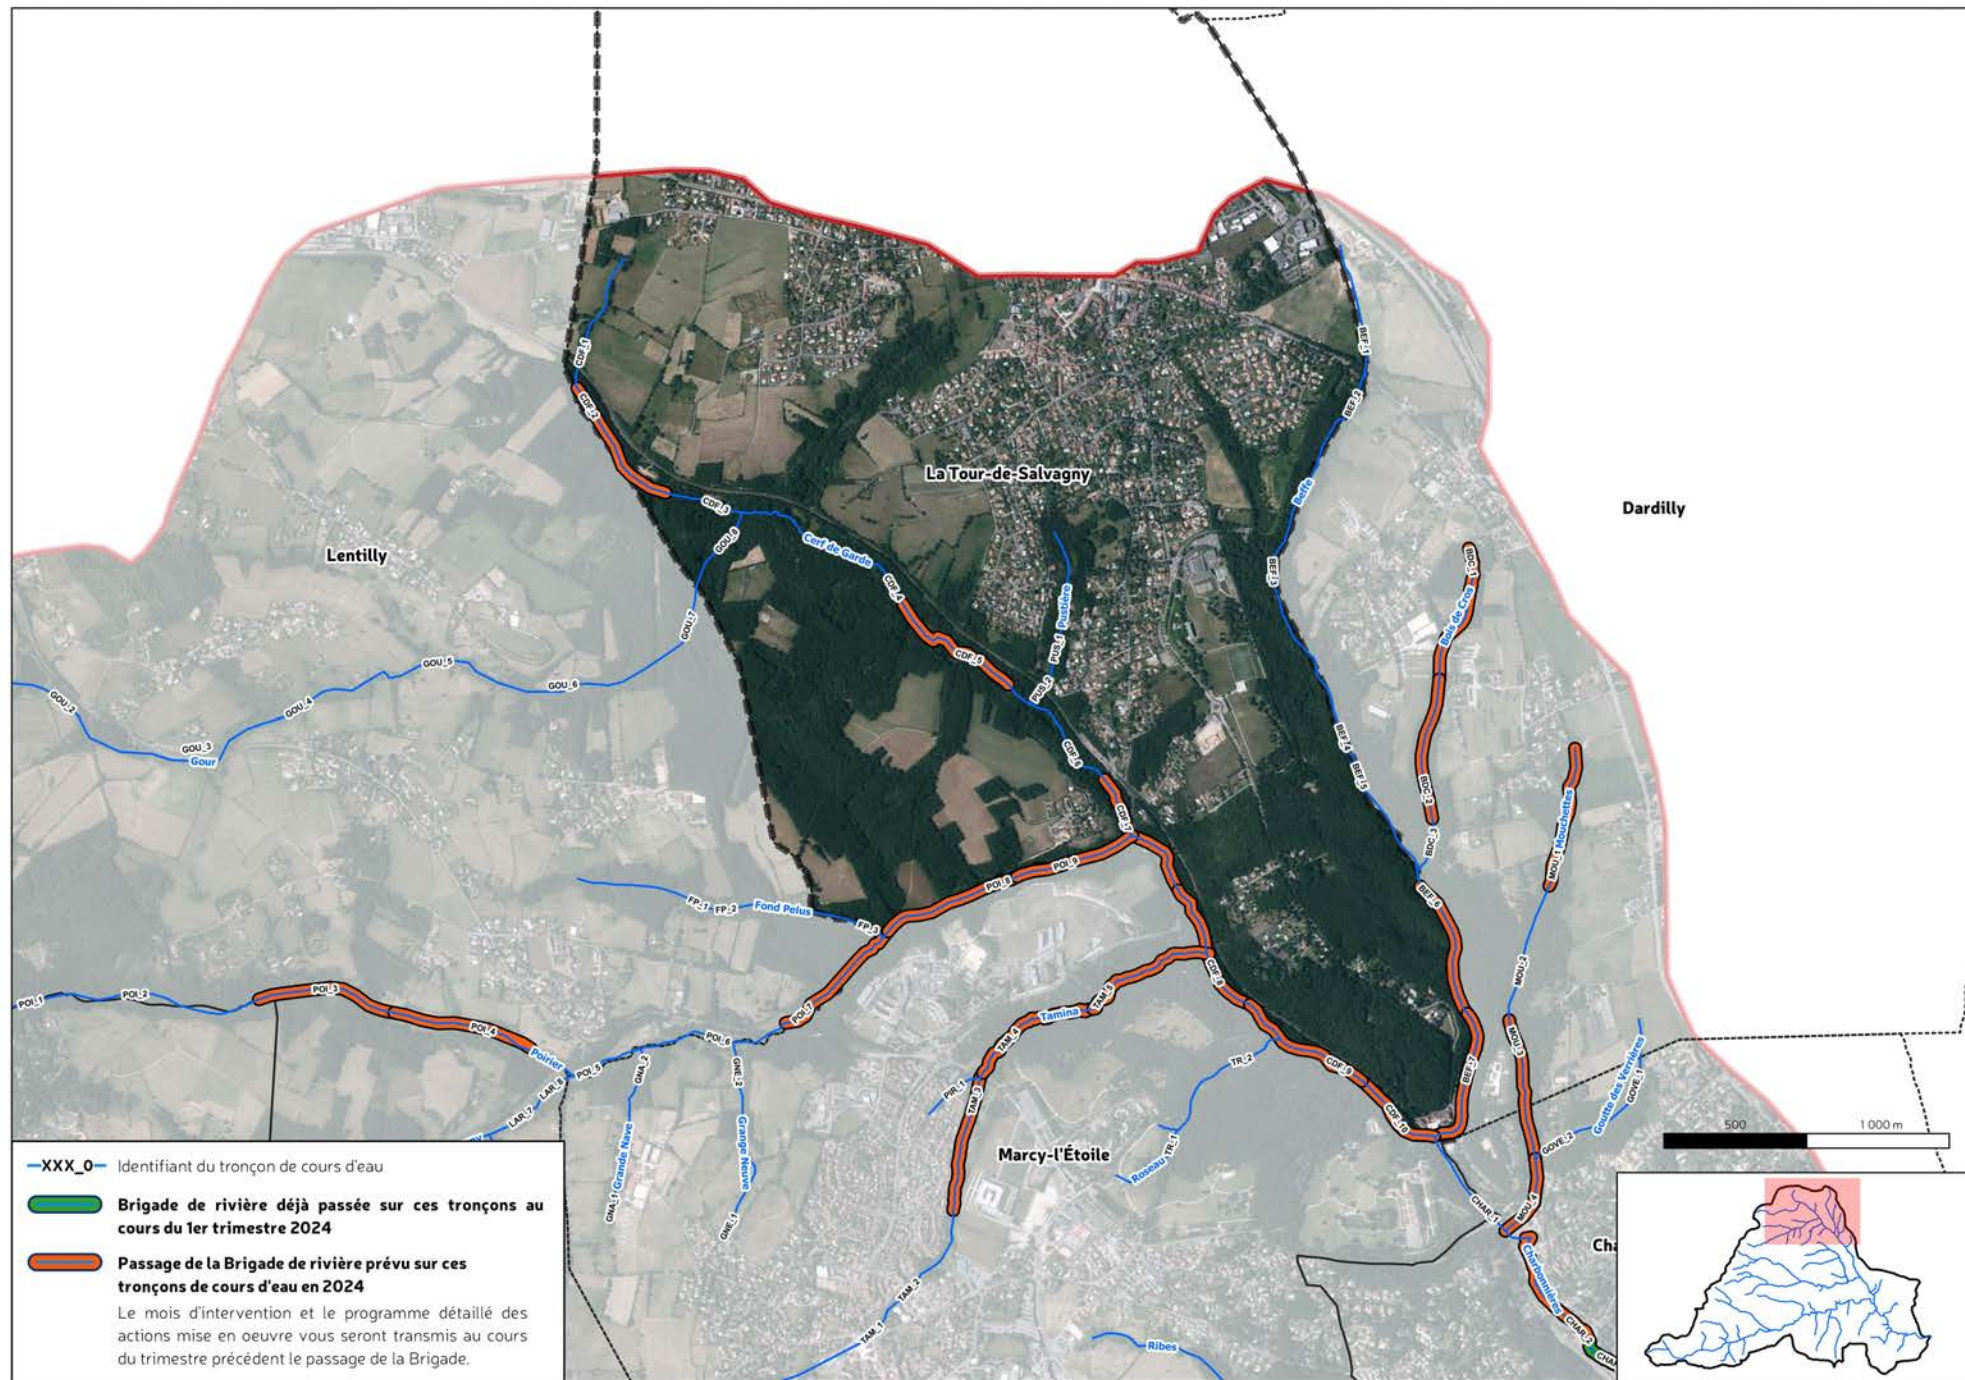 CDF_1
BEF_1
CDF_2
BEF_2
La Tour-de-Salvagny
Beffe
CDF_3
Dardilly
Lentilly
GOU_8
Cerf de Garde
BDC_1
BEF_3
CDF_4
Pustière
Bois de Cros
GOU_7
PUS_1
GOU_5
CDF_5
GOU_6
PUS_2
GOU_2
GOU_4
BEF_4
GOU_3
Gour
CDF_6
BEF_5
BDC_2
Mouchettes
CDF_7
BDC_3
POI_9
MOU_1
POI_8
BEF_6
FP_1
FP_2
Fond Pelus
FP_3
MOU_2
CDF_8
POI_1
POI_2
POI_3
TAM_5
Tamina
POI_7
POI_4
TAM_4
POI_6
MOU_3
Poirier
TR_2
Goutte des Verrières
POI_5
GNA_2
CDF_9
BEF_7
LAR_8
GNE_2
PIR_1
TAM_3
GOVE_1
LAR_7
CDF_10
500
1 000 m
Grande Nave
Grange Neuve
Marcy-l'Étoile
TR_1
Roseau
GOVE_2
GNA_1
GNE_1
CHAR_1
MOU_4
Cha
Charbonnières
TAM_2
TAM_1
Ribes
CHAR_2
CHAR
XXX_0
Identifiant du tronçon de cours d'eau
Brigade de rivière déjà passée sur ces tronçons au
cours du 1er trimestre 2024
Passage de la Brigade de rivière prévu sur ces
tronçons de cours d'eau en 2024
Le mois d'intervention et le programme détaillé des
actions mise en oeuvre vous seront transmis au cours
du trimestre précédent le passage de la Brigade.